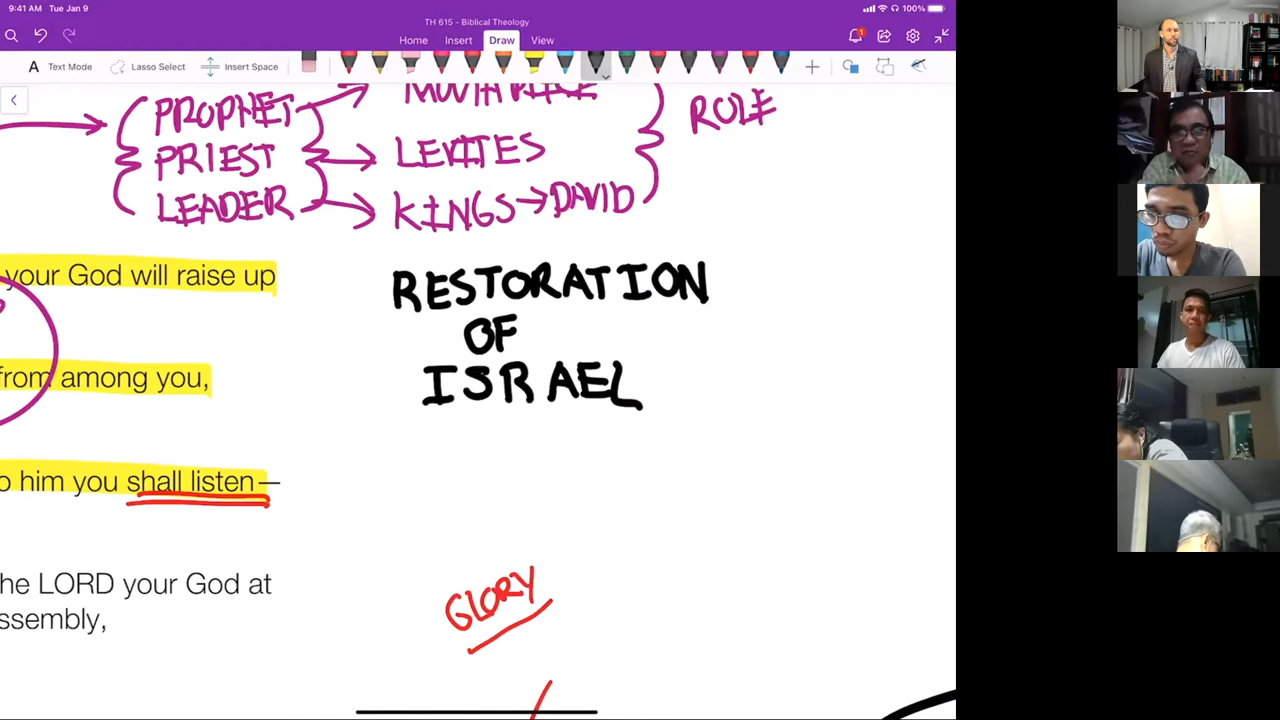 9:41 AM Tue Jan 9
100%
TH 615 - Biblical Theology
Home Insert Draw View
1
A Text Mode Lasso Select Insert Space
PROPHET
PRIEST LEVITES ROLE
LEADER KINGS → DAVID
your God will raise up
RESTORATION
OF
ISRAEL
from among you,
o him you shall listen—
he LORD your God at
ssembly,
GLORY